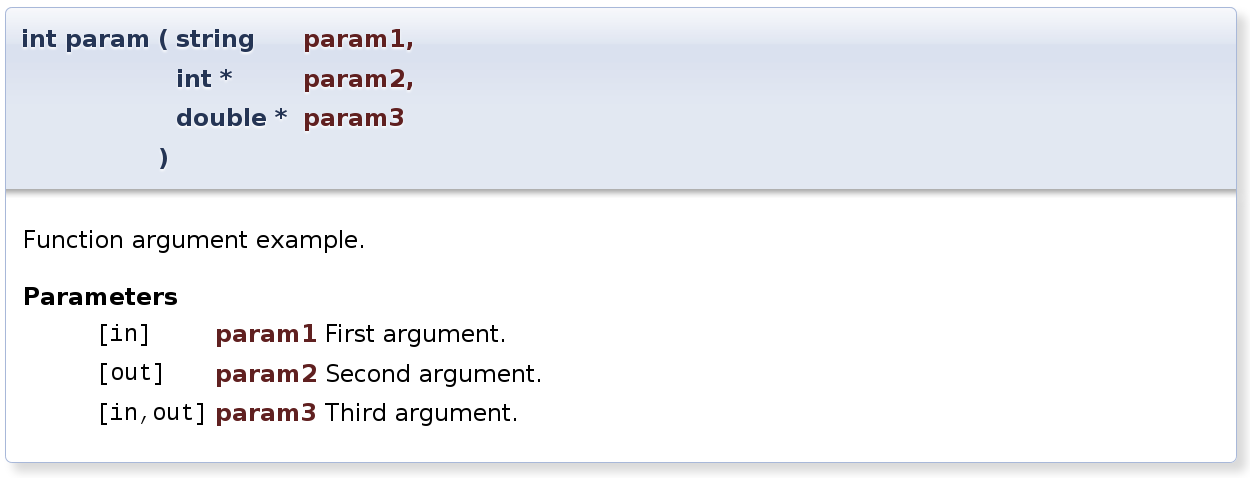 int param ( string param1,
int * param2,
double * param3
)
Function argument example.
Parameters
[in] param1 First argument.
[out] param2 Second argument.
[in,out] param3 Third argument.